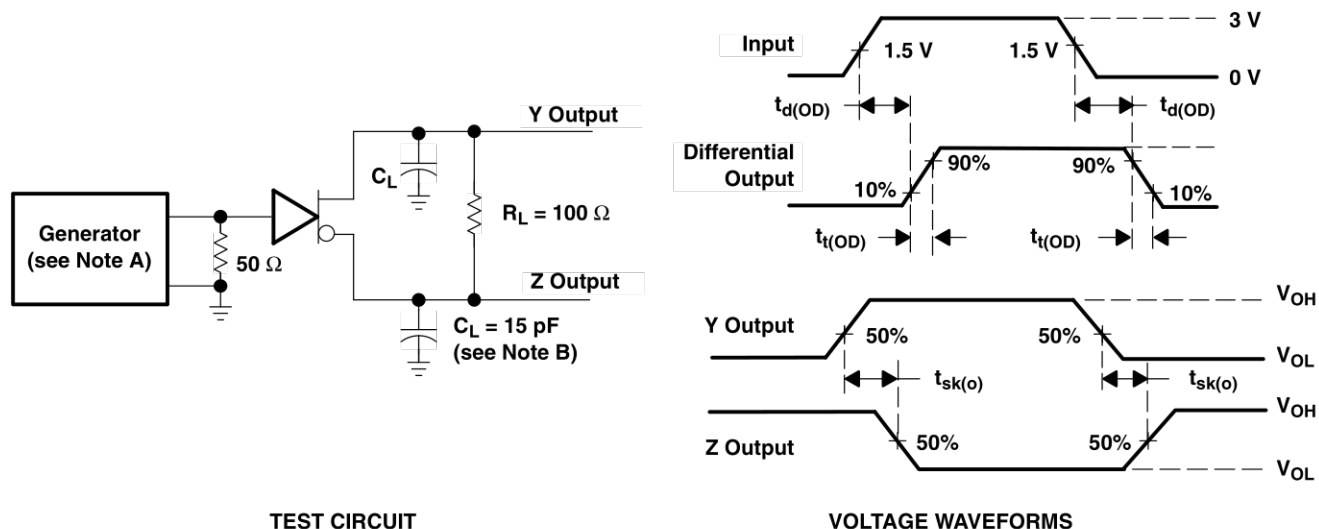 Generator
(see Note A)
50 Ω
Y Output
C_L
R_L = 100 Ω
Z Output
C_L = 15 pF
(see Note B)
TEST CIRCUIT
Input
1.5 V
1.5 V
3 V
0 V
t_d(OD)
t_d(OD)
Differential
Output
10%
90%
90%
10%
t_t(OD)
t_t(OD)
Y Output
50%
50%
V_OH
V_OL
t_sk(o)
t_sk(o)
Z Output
50%
50%
V_OH
V_OL
VOLTAGE WAVEFORMS